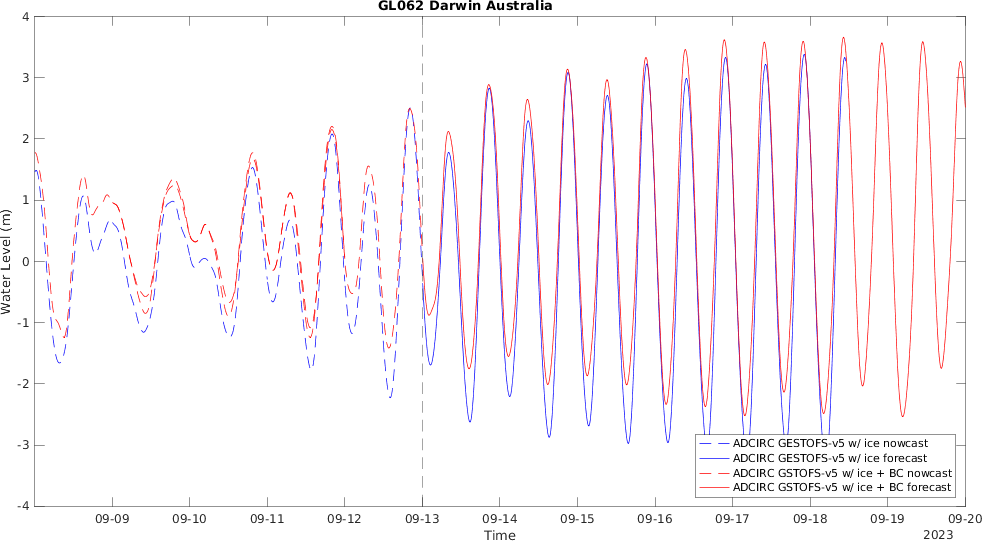 GL062 Darwin Australia
4
3
2
1
0
-1
-2
-3
-4
Water Level (m)
ADCIRC GESTOFS-v5 w/ ice nowcast
ADCIRC GESTOFS-v5 w/ ice forecast
ADCIRC GSTOFS-v5 w/ ice + BC nowcast
ADCIRC GSTOFS-v5 w/ ice + BC forecast
09-09 09-10 09-11 09-12 09-13 09-14 09-15 09-16 09-17 09-18 09-19 09-20
Time
2023